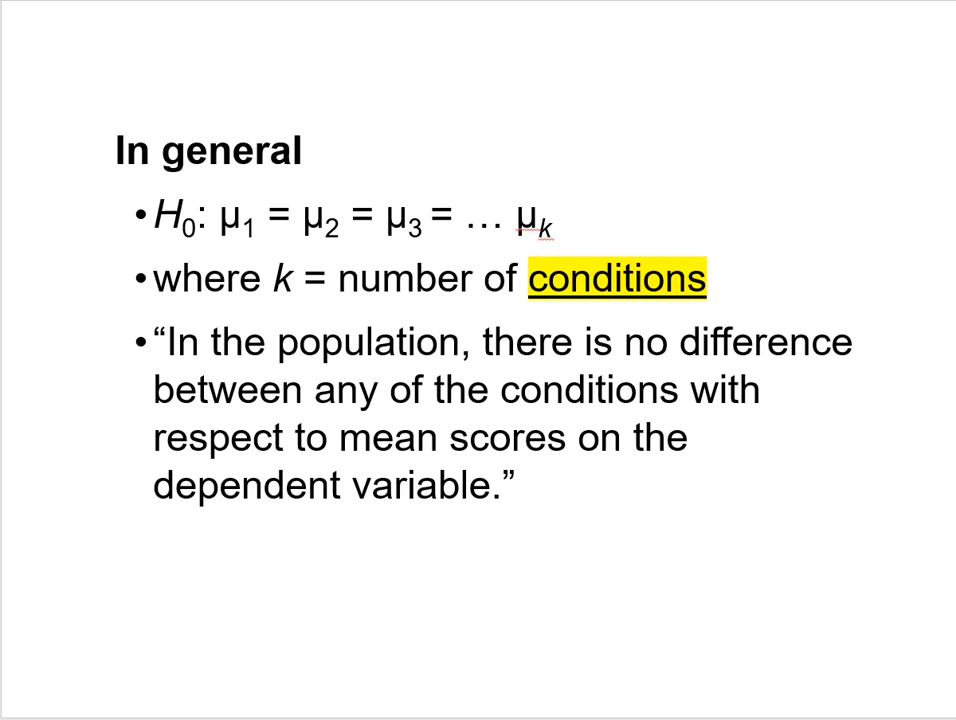 In general
• H₀: μ₁ = μ₂ = μ₃ = … μₖ
• where k = number of conditions
• “In the population, there is no difference
between any of the conditions with
respect to mean scores on the
dependent variable.”